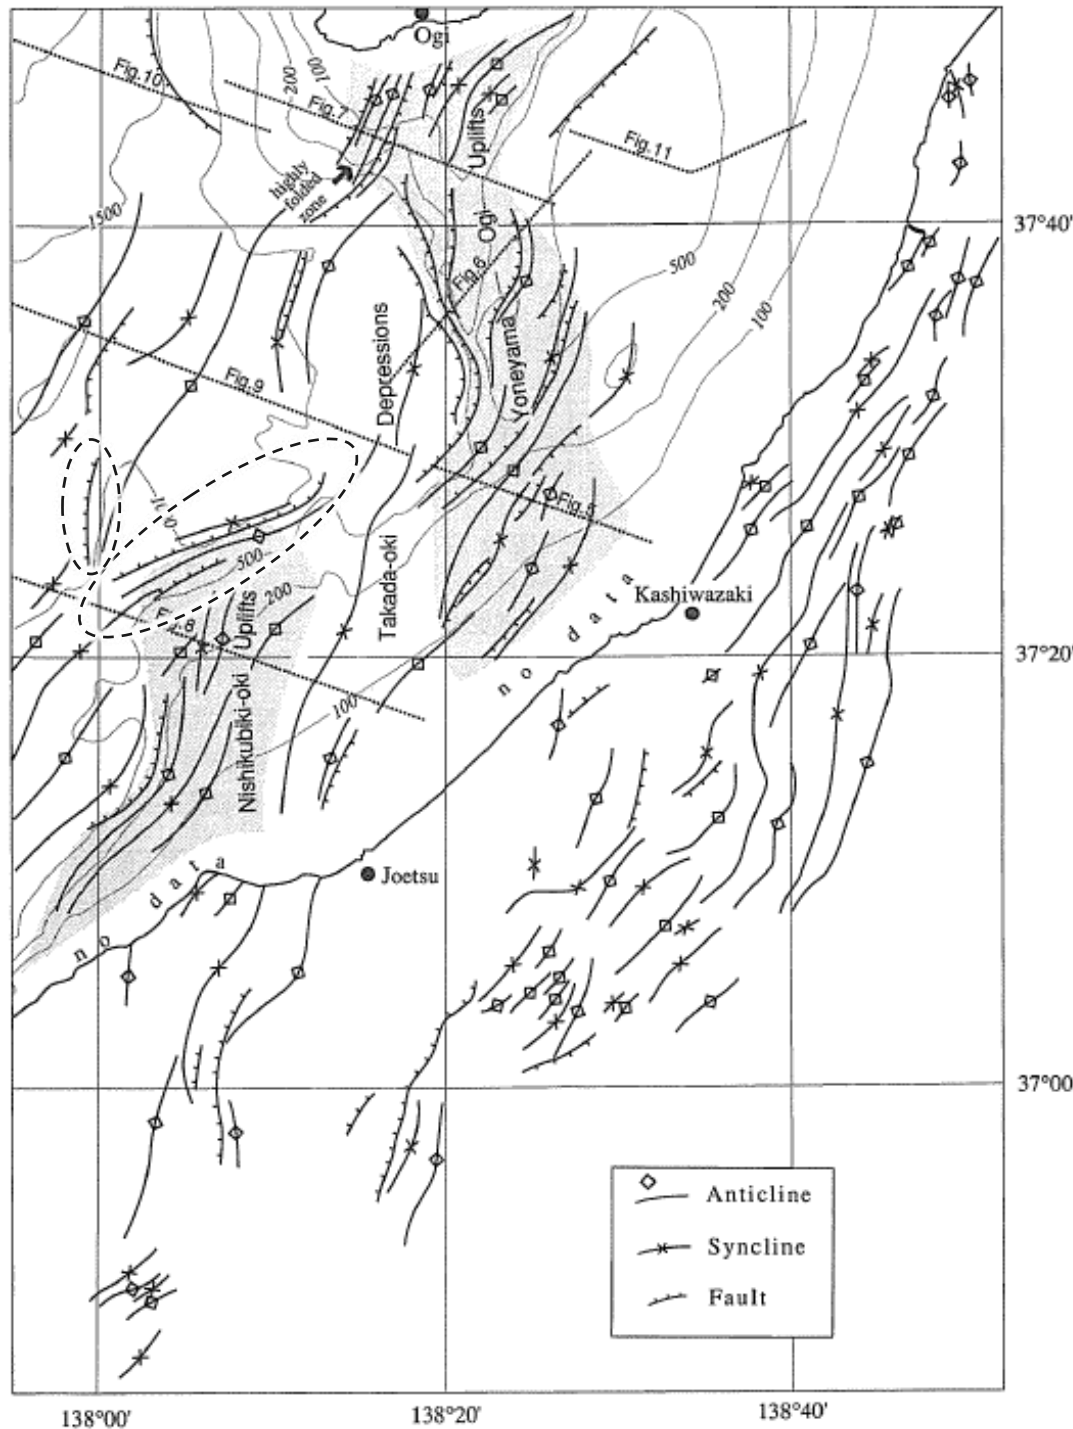 Ogi
Fig.10
200
100
Fig.7
Uplifts
Fig.11
highly
folded
zone
1500
Ogi
37°40'
500
Fig.6
200
100
Depressions
Yoneyama
Fig.9
Fig.5
500
Takada-oki
200
no data
Kashiwazaki
Fig.8
Uplifts
37°20'
100
Nishikubiki-oki
no data
Joetsu
37°00'
Anticline
Syncline
Fault
138°00'
138°20'
138°40'